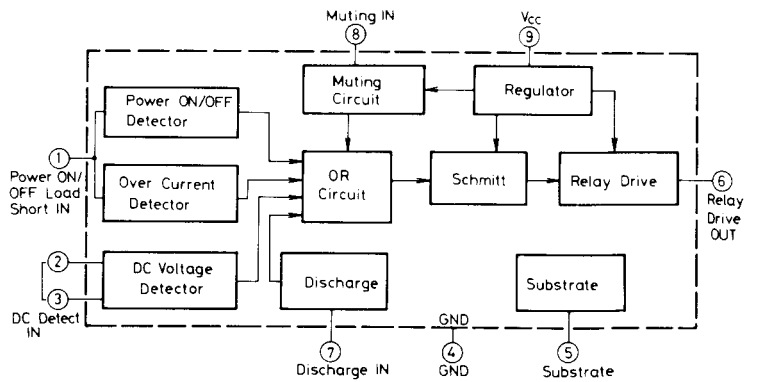 Muting IN
Vcc
8
9
Power ON/OFF
Detector
Muting
Circuit
Regulator
1
Power ON/
OFF Load
Short IN
Over Current
Detector
OR
Circuit
Schmitt
Relay Drive
6
Relay
Drive
OUT
2
3
DC Detect
IN
DC Voltage
Detector
Discharge
Substrate
GND
7
Discharge IN
4
GND
5
Substrate